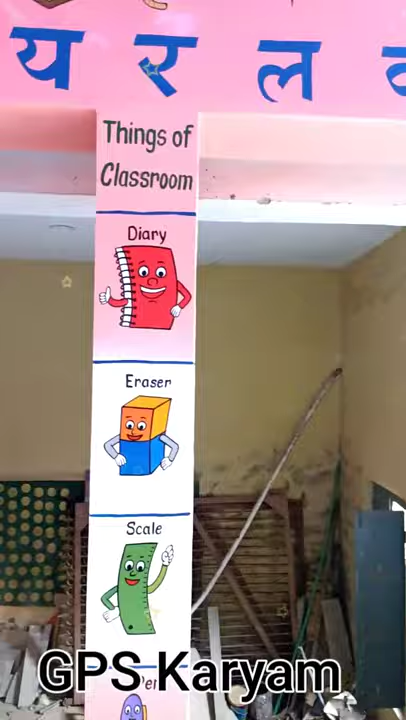 य र ल
Things of
Classroom
Diary
Eraser
Scale
GPS Karyam